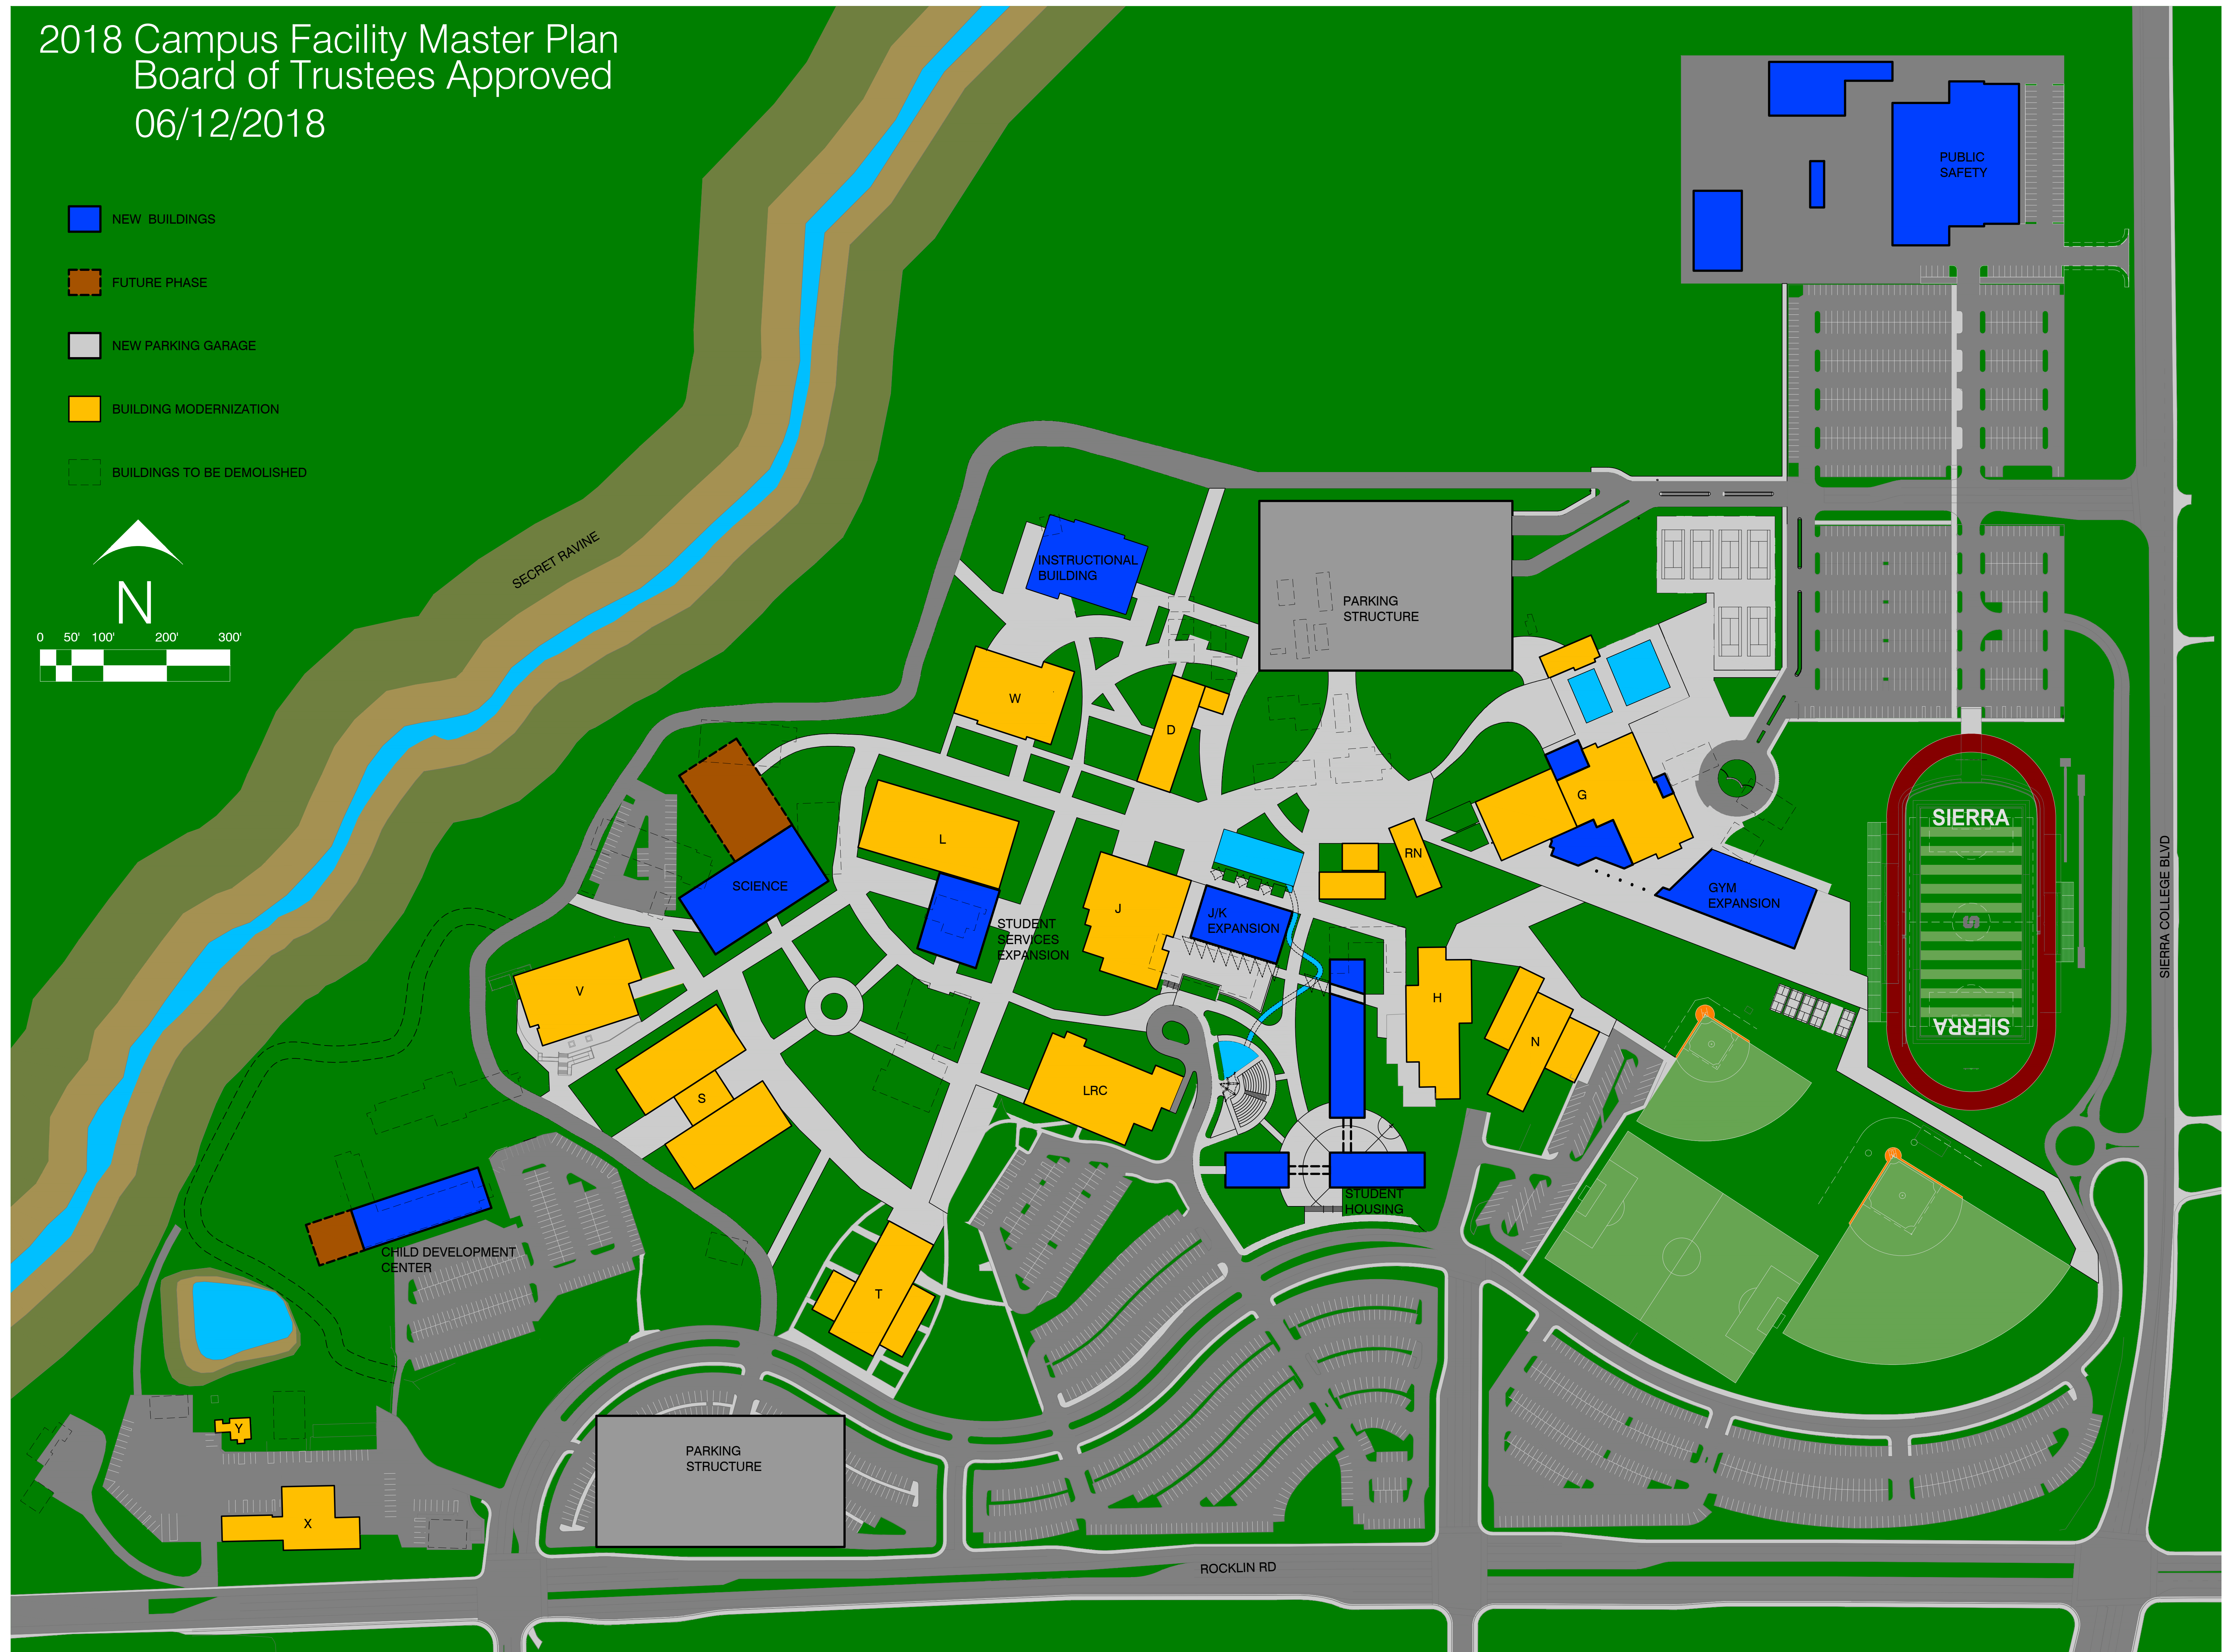 2018 Campus Facility Master Plan
Board of Trustees Approved
06/12/2018
NEW BUILDINGS
FUTURE PHASE
NEW PARKING GARAGE
BUILDING MODERNIZATION
BUILDINGS TO BE DEMOLISHED
N
0 50' 100' 200' 300'
SECRET RAVINE
PUBLIC
SAFETY
INSTRUCTIONAL
BUILDING
PARKING
STRUCTURE
W
D
G
L
RN
SCIENCE
J
J/K
EXPANSION
GYM
EXPANSION
STUDENT
SERVICES
EXPANSION
SIERRA
S
SIERRA
SIERRA COLLEGE BLVD
V
H
N
S
LRC
STUDENT
HOUSING
CHILD DEVELOPMENT
CENTER
T
Y
X
PARKING
STRUCTURE
ROCKLIN RD